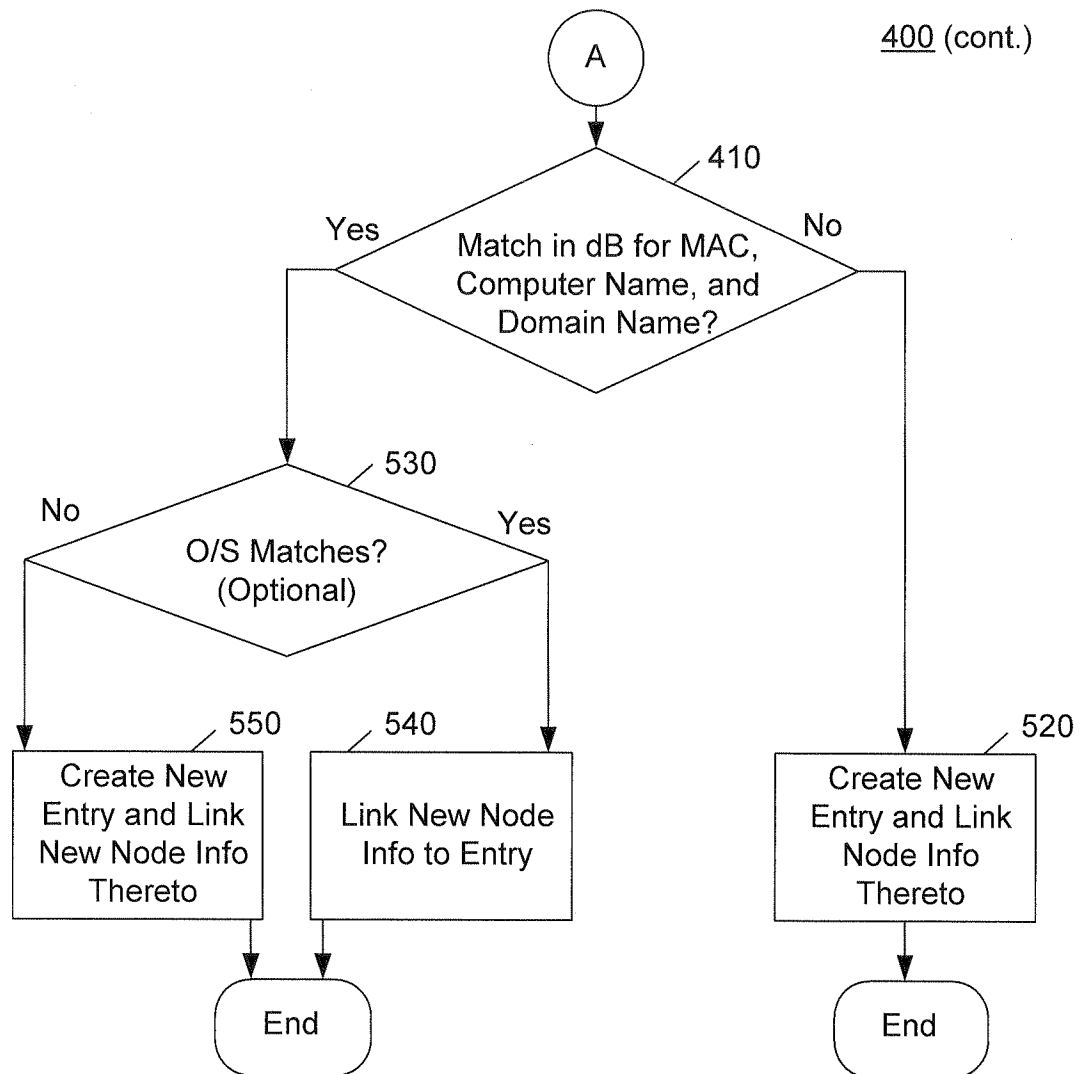 400 (cont.)
A
410
Yes
No
Match in dB for MAC,
Computer Name, and
Domain Name?
530
No
Yes
O/S Matches?
(Optional)
550
540
520
Create New
Entry and Link
New Node Info
Thereto
Link New Node
Info to Entry
Create New
Entry and Link
Node Info
Thereto
End
End